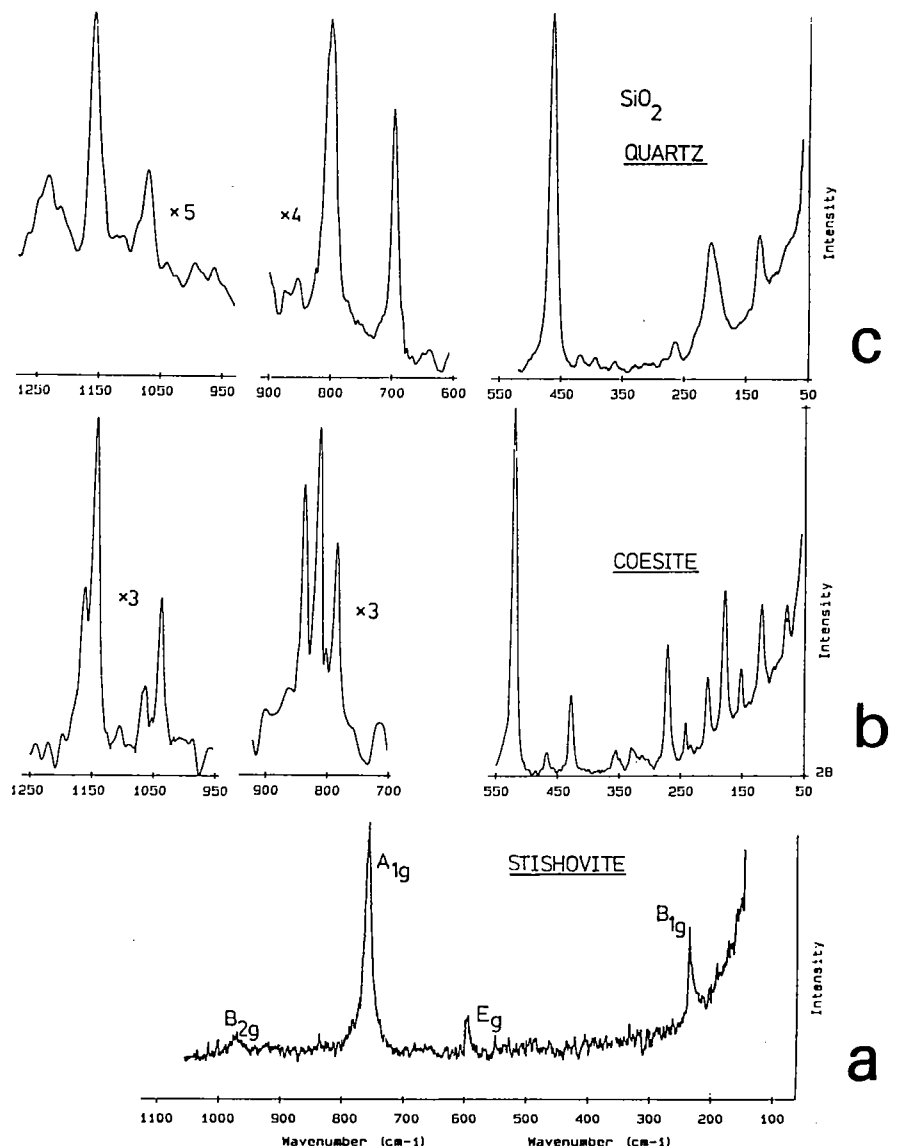 SiO2
QUARTZ
×5
×4
Intensity
c
1250 1150 1050 950
900 800 700 600
550 450 350 250 150 50
COESITE
×3
×3
Intensity
b
28
1250 1150 1050 950
900 800 700
550 450 350 250 150 50
STISHOVITE
A1g
B1g
B2g
Eg
Intensity
a
1100 1000 900 800 700 600 500 400 300 200 100
Wavenumber (cm-1) Wavenumber (cm-1)